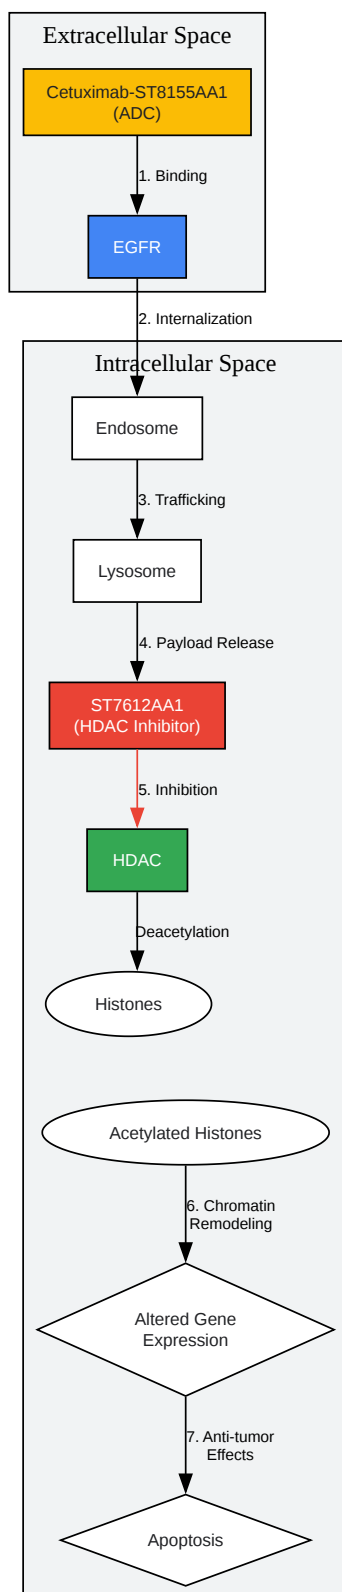 Extracellular Space
Cetuximab-ST8155AA1
(ADC)
1. Binding
EGFR
2. Internalization
Intracellular Space
Endosome
3. Trafficking
Lysosome
4. Payload Release
ST7612AA1
(HDAC Inhibitor)
5. Inhibition
HDAC
Deacetylation
Histones
Acetylated Histones
6. Chromatin
Remodeling
Altered Gene
Expression
7. Anti-tumor
Effects
Apoptosis